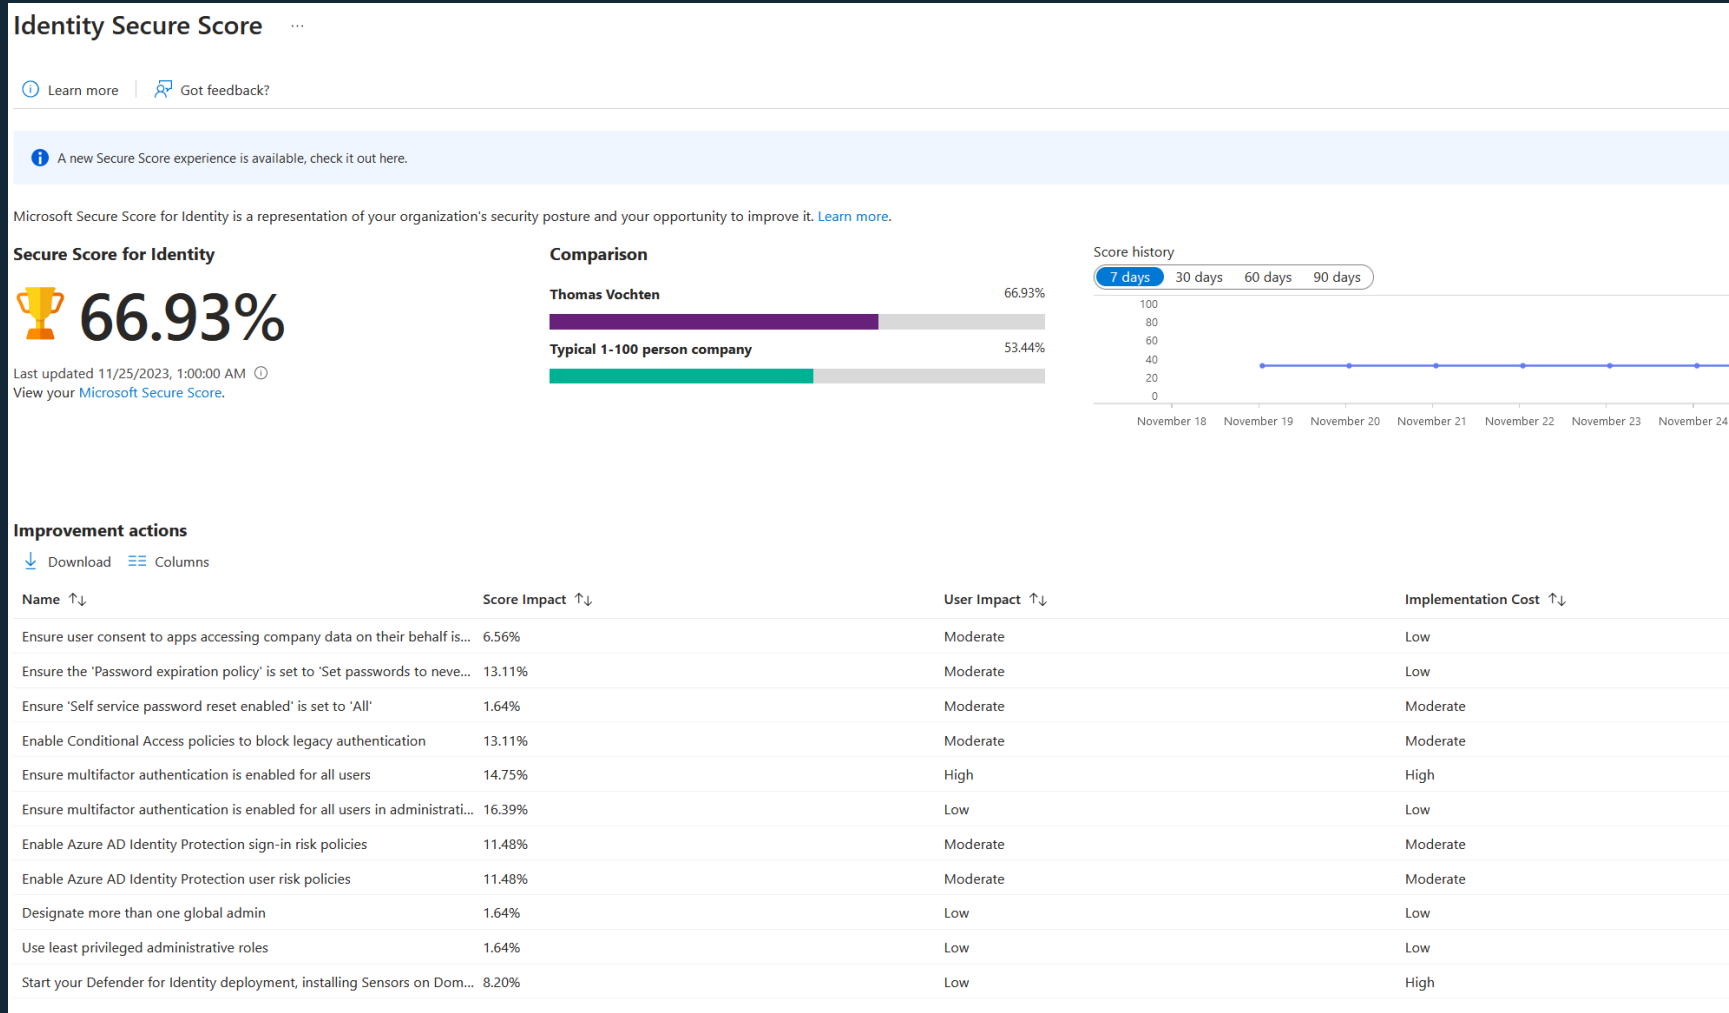 Identity Secure Score ...
Learn more Got feedback?
A new Secure Score experience is available, check it out here.
Microsoft Secure Score for Identity is a representation of your organization's security posture and your opportunity to improve it. Learn more.
Secure Score for Identity
66.93%
Last updated 11/25/2023, 1:00:00 AM
View your Microsoft Secure Score.
Comparison
Thomas Vochten 66.93%
Typical 1-100 person company 53.44%
Score history
7 days 30 days 60 days 90 days
100
80
60
40
20
0
November 18 November 19 November 20 November 21 November 22 November 23 November 24
Improvement actions
Download Columns
Name Score Impact User Impact Implementation Cost
Ensure user consent to apps accessing company data on their behalf is... 6.56% Moderate Low
Ensure the 'Password expiration policy' is set to 'Set passwords to neve... 13.11% Moderate Low
Ensure 'Self service password reset enabled' is set to 'All' 1.64% Moderate Moderate
Enable Conditional Access policies to block legacy authentication 13.11% Moderate Moderate
Ensure multifactor authentication is enabled for all users 14.75% High High
Ensure multifactor authentication is enabled for all users in administrati... 16.39% Low Low
Enable Azure AD Identity Protection sign-in risk policies 11.48% Moderate Moderate
Enable Azure AD Identity Protection user risk policies 11.48% Moderate Moderate
Designate more than one global admin 1.64% Low Low
Use least privileged administrative roles 1.64% Low Low
Start your Defender for Identity deployment, installing Sensors on Dom... 8.20% Low High